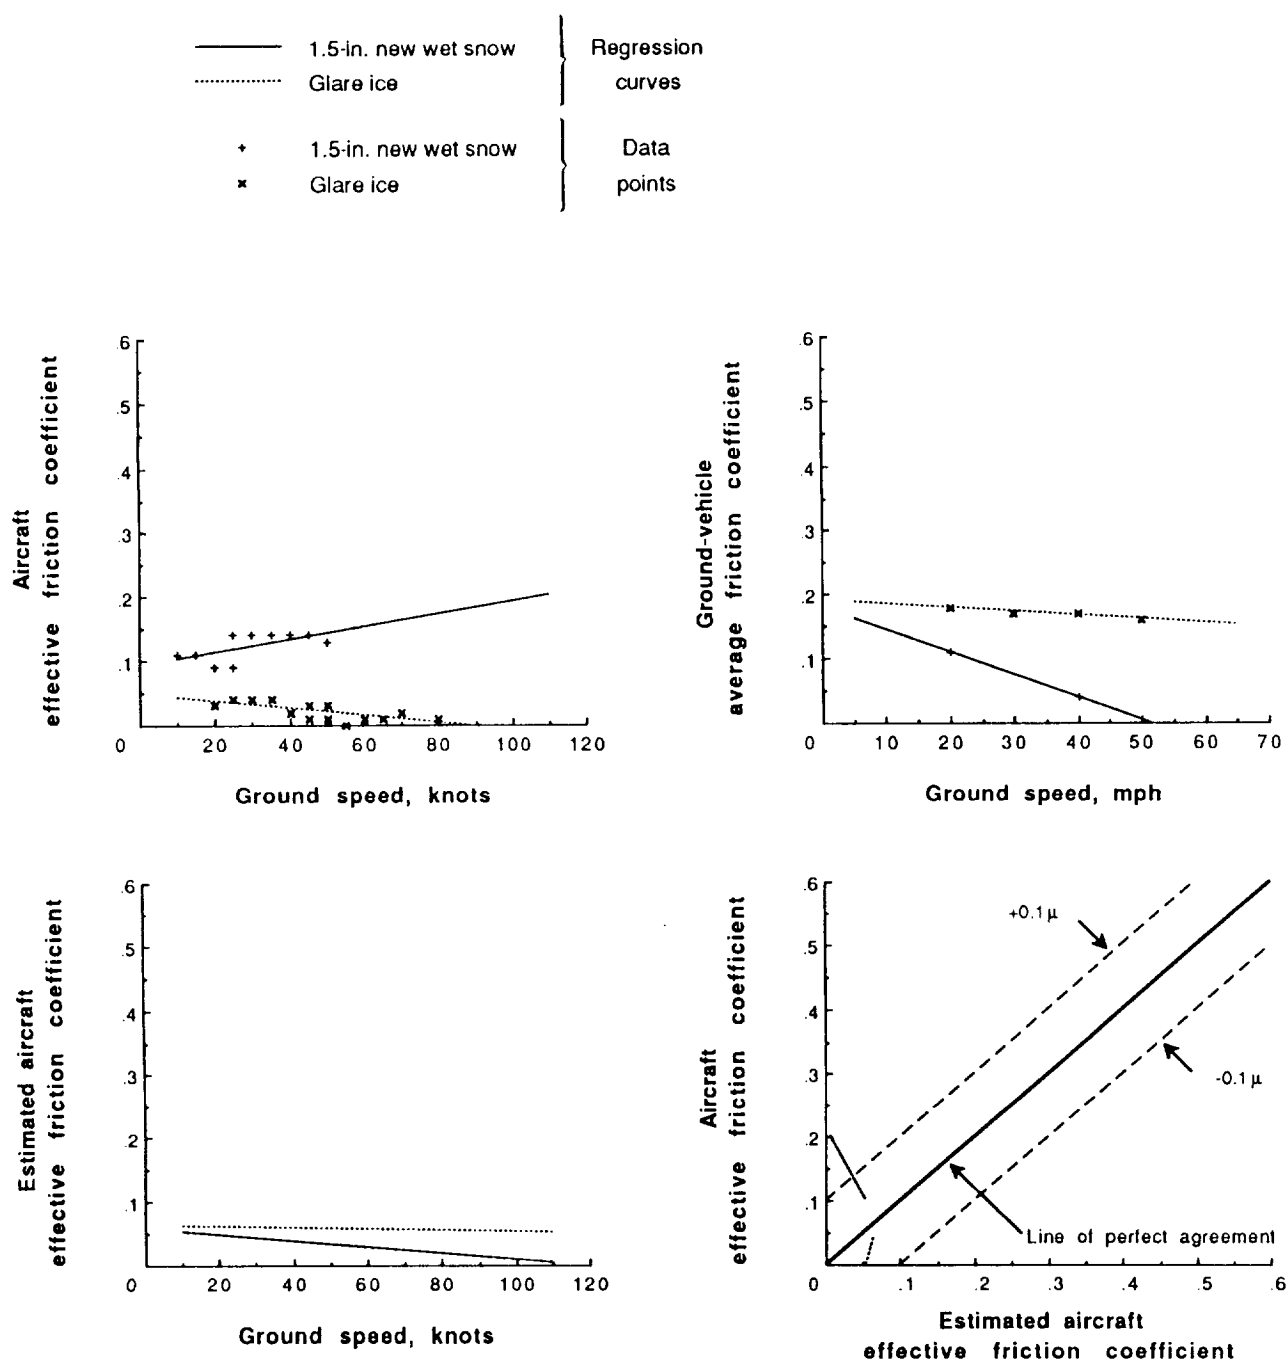 1.5-in. new wet snow
Glare ice
Regression
curves
1.5-in. new wet snow
Glare ice
Data
points
Aircraft
effective friction coefficient
.6
.5
.4
.3
.2
.1
0 20 40 60 80 100 120
Ground speed, knots
Ground-vehicle
average friction coefficient
.6
.5
.4
.3
.2
.1
0 10 20 30 40 50 60 70
Ground speed, mph
Estimated aircraft
effective friction coefficient
.6
.5
.4
.3
.2
.1
0 20 40 60 80 100 120
Ground speed, knots
Aircraft
effective friction coefficient
.6
.5
.4
.3
.2
.1
+0.1 μ
-0.1 μ
Line of perfect agreement
0 .1 .2 .3 .4 .5 .6
Estimated aircraft
effective friction coefficient